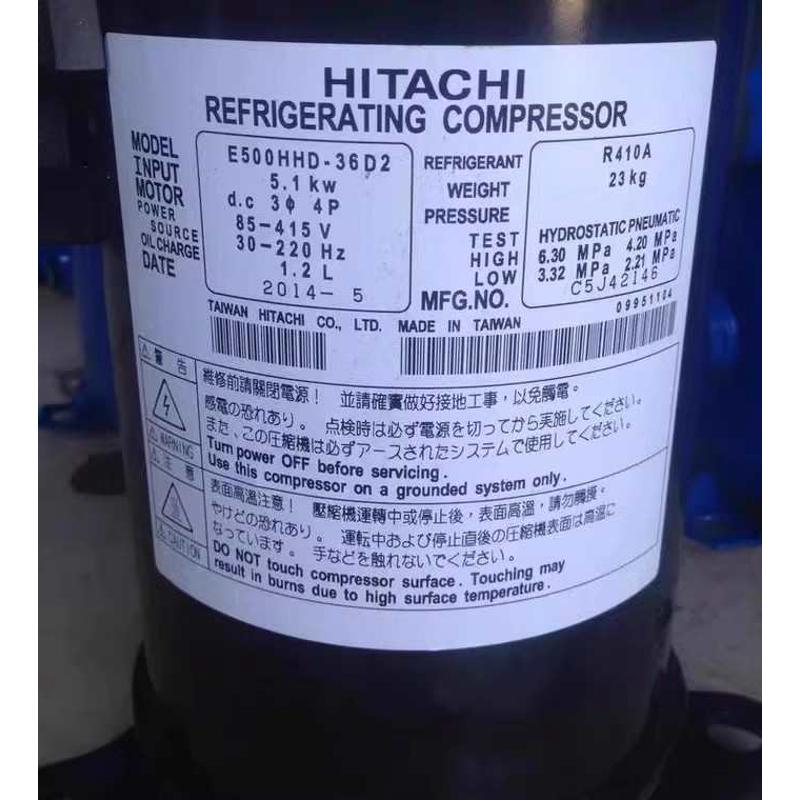 HITACHI
REFRIGERATING COMPRESSOR
MODEL E500HHD-36D2
INPUT 5.1 kw
MOTOR d.c 3ϕ 4P
POWER SOURCE 85-415 V
30-220 Hz
OIL CHARGE 1.2 L
DATE 2014- 5
REFRIGERANT R410A
WEIGHT 23 kg
PRESSURE HYDROSTATIC PNEUMATIC
TEST
HIGH 6.30 MPa 4.20 MPa
LOW 3.32 MPa 2.21 MPa
MFG.NO. C5J42146
09951104
TAIWAN HITACHI CO., LTD. MADE IN TAIWAN
警 告
維修前請關閉電源! 並請確實做好接地工事,以免觸電。
感電の恐れあり。 点検時は必ず電源を切ってから実施してください。
また、この圧縮機は必ずアースされたシステムで使用してください。
WARNING
Turn power OFF before servicing.
Use this compressor on a grounded system only.
注 意
表面高溫注意! 壓縮機運轉中或停止後,表面高溫,請勿觸摸。
やけどの恐れあり。 運転中および停止直後の圧縮機表面は高温に
なっています。 手などを触れないでください。
CAUTION
DO NOT touch compressor surface. Touching may
result in burns due to high surface temperature.